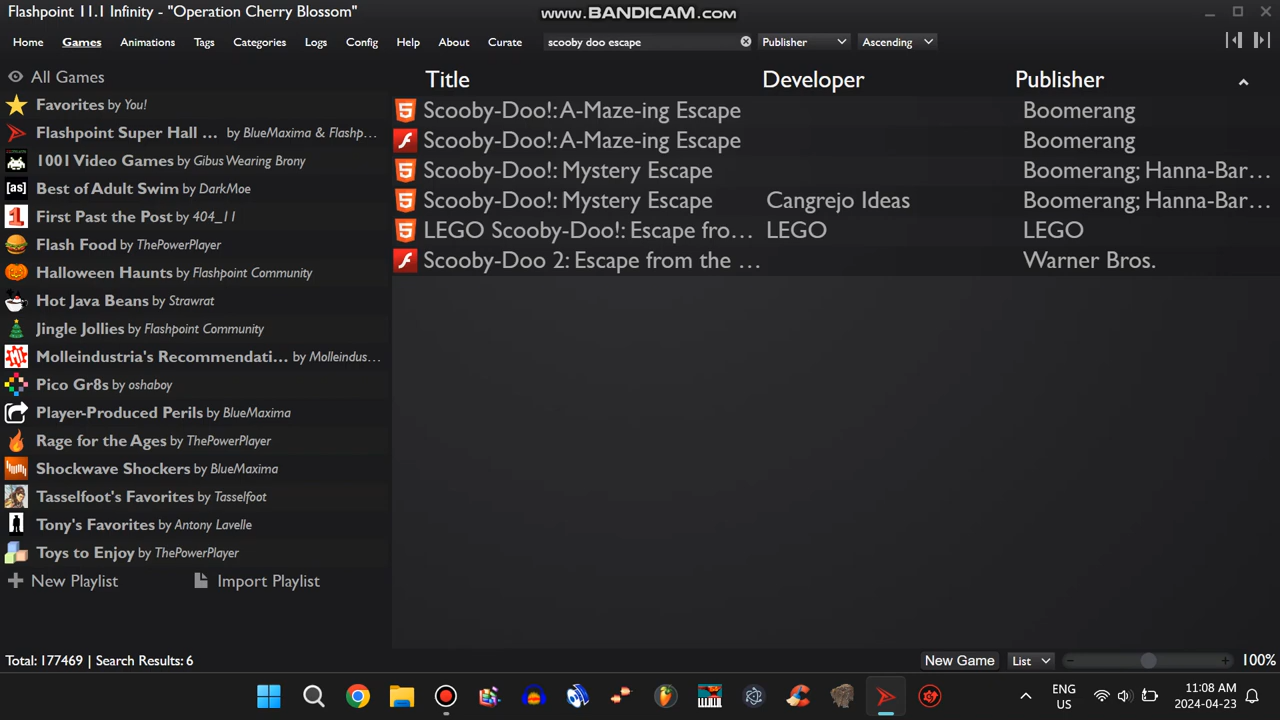 Flashpoint 11.1 Infinity - "Operation Cherry Blossom"
www.BANDICAM.com
Home Games Animations Tags Categories Logs Config Help About Curate scooby doo escape Publisher Ascending
All Games
Favorites by You!
Flashpoint Super Hall ... by BlueMaxima & Flashp...
1001 Video Games by Gibus Wearing Brony
[as] Best of Adult Swim by DarkMoe
1 First Past the Post by 404_11
Flash Food by ThePowerPlayer
Halloween Haunts by Flashpoint Community
Hot Java Beans by Strawrat
Jingle Jollies by Flashpoint Community
Molleindustria's Recommendati... by Molleindus...
Pico Gr8s by oshaboy
Player-Produced Perils by BlueMaxima
Rage for the Ages by ThePowerPlayer
Shockwave Shockers by BlueMaxima
Tasselfoot's Favorites by Tasselfoot
Tony's Favorites by Antony Lavelle
Toys to Enjoy by ThePowerPlayer
New Playlist Import Playlist
Title Developer Publisher
Scooby-Doo!: A-Maze-ing Escape Boomerang
Scooby-Doo!: A-Maze-ing Escape Boomerang
Scooby-Doo!: Mystery Escape Boomerang; Hanna-Bar...
Scooby-Doo!: Mystery Escape Cangrejo Ideas Boomerang; Hanna-Bar...
LEGO Scooby-Doo!: Escape fro... LEGO LEGO
Scooby-Doo 2: Escape from the ... Warner Bros.
Total: 177469 | Search Results: 6
New Game List 100%
ENG
US
11:08 AM
2024-04-23